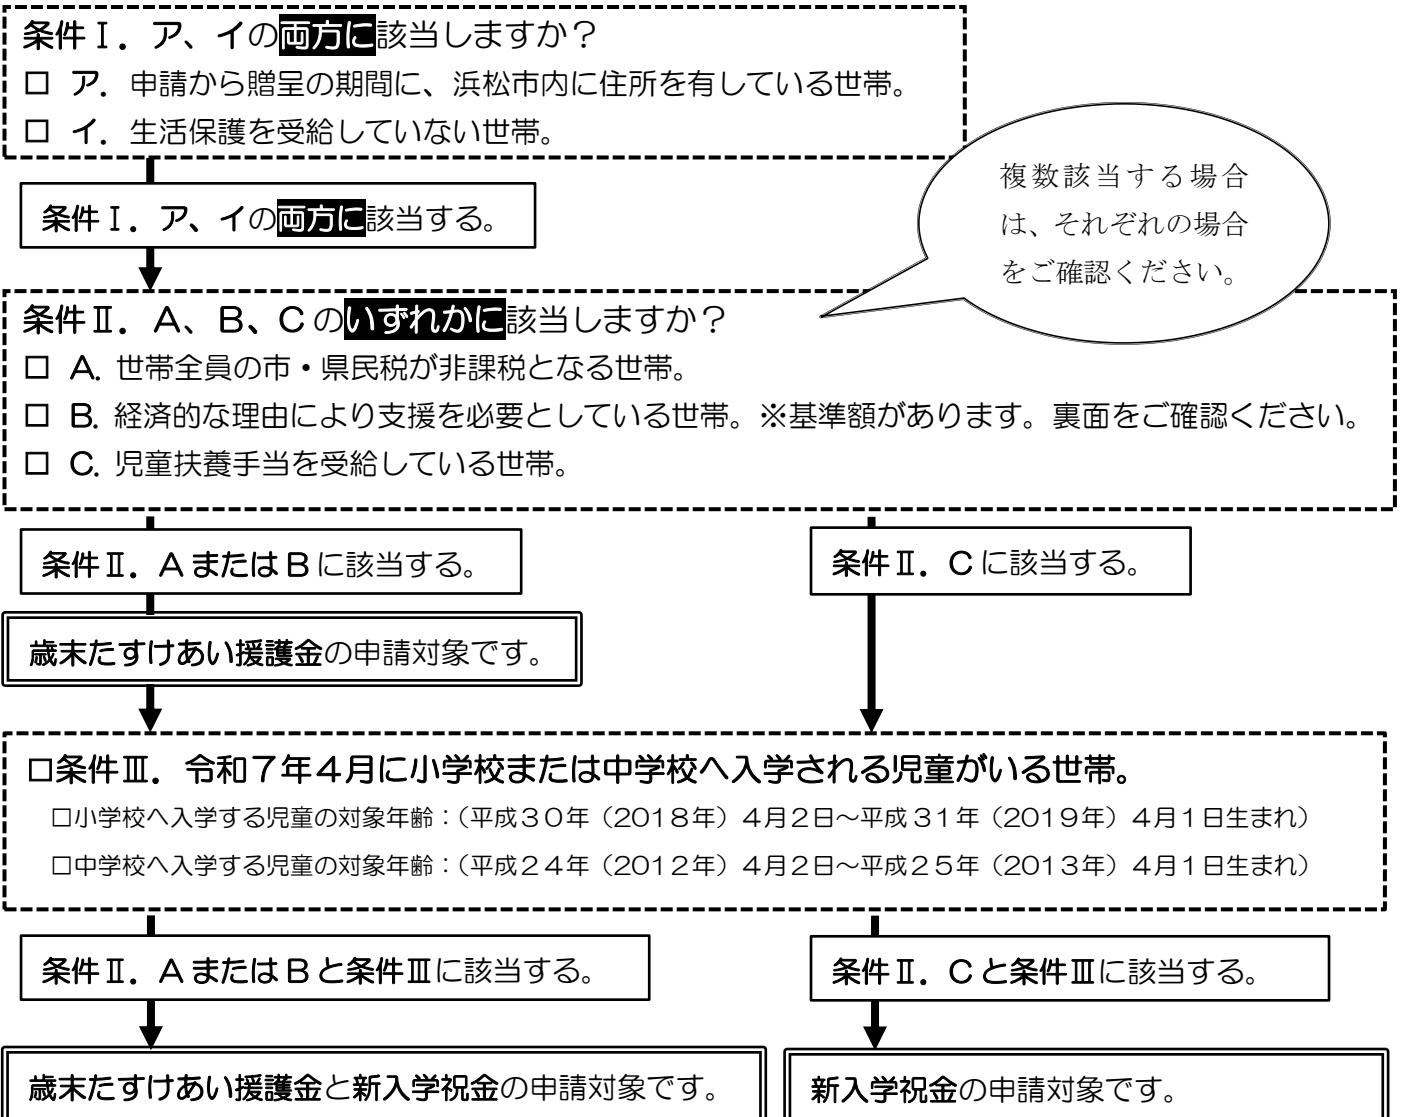 条件Ⅰ．ア、イの両方に該当しますか？
□ ア．申請から贈呈の期間に、浜松市内に住所を有している世帯。
□ イ．生活保護を受給していない世帯。
条件Ⅰ．ア、イの両方に該当する。
複数該当する場合
は、それぞれの場合
をご確認ください。
条件Ⅱ．Ａ、Ｂ、Ｃのいずれかに該当しますか？
□ Ａ. 世帯全員の市・県民税が非課税となる世帯。
□ Ｂ. 経済的な理由により支援を必要としている世帯。※基準額があります。裏面をご確認ください。
□ Ｃ. 児童扶養手当を受給している世帯。
条件Ⅱ．ＡまたはＢに該当する。
条件Ⅱ．Ｃに該当する。
歳末たすけあい援護金の申請対象です。
□条件Ⅲ．令和７年４月に小学校または中学校へ入学される児童がいる世帯。
□小学校へ入学する児童の対象年齢：（平成３０年（２０１８年）４月２日～平成31年（２０１９年）４月１日生まれ）
□中学校へ入学する児童の対象年齢：（平成２４年（２０１２年）４月２日～平成２５年（２０１３年）４月１日生まれ）
条件Ⅱ．ＡまたはＢと条件Ⅲに該当する。
条件Ⅱ．Ｃと条件Ⅲに該当する。
歳末たすけあい援護金と新入学祝金の申請対象です。
新入学祝金の申請対象です。